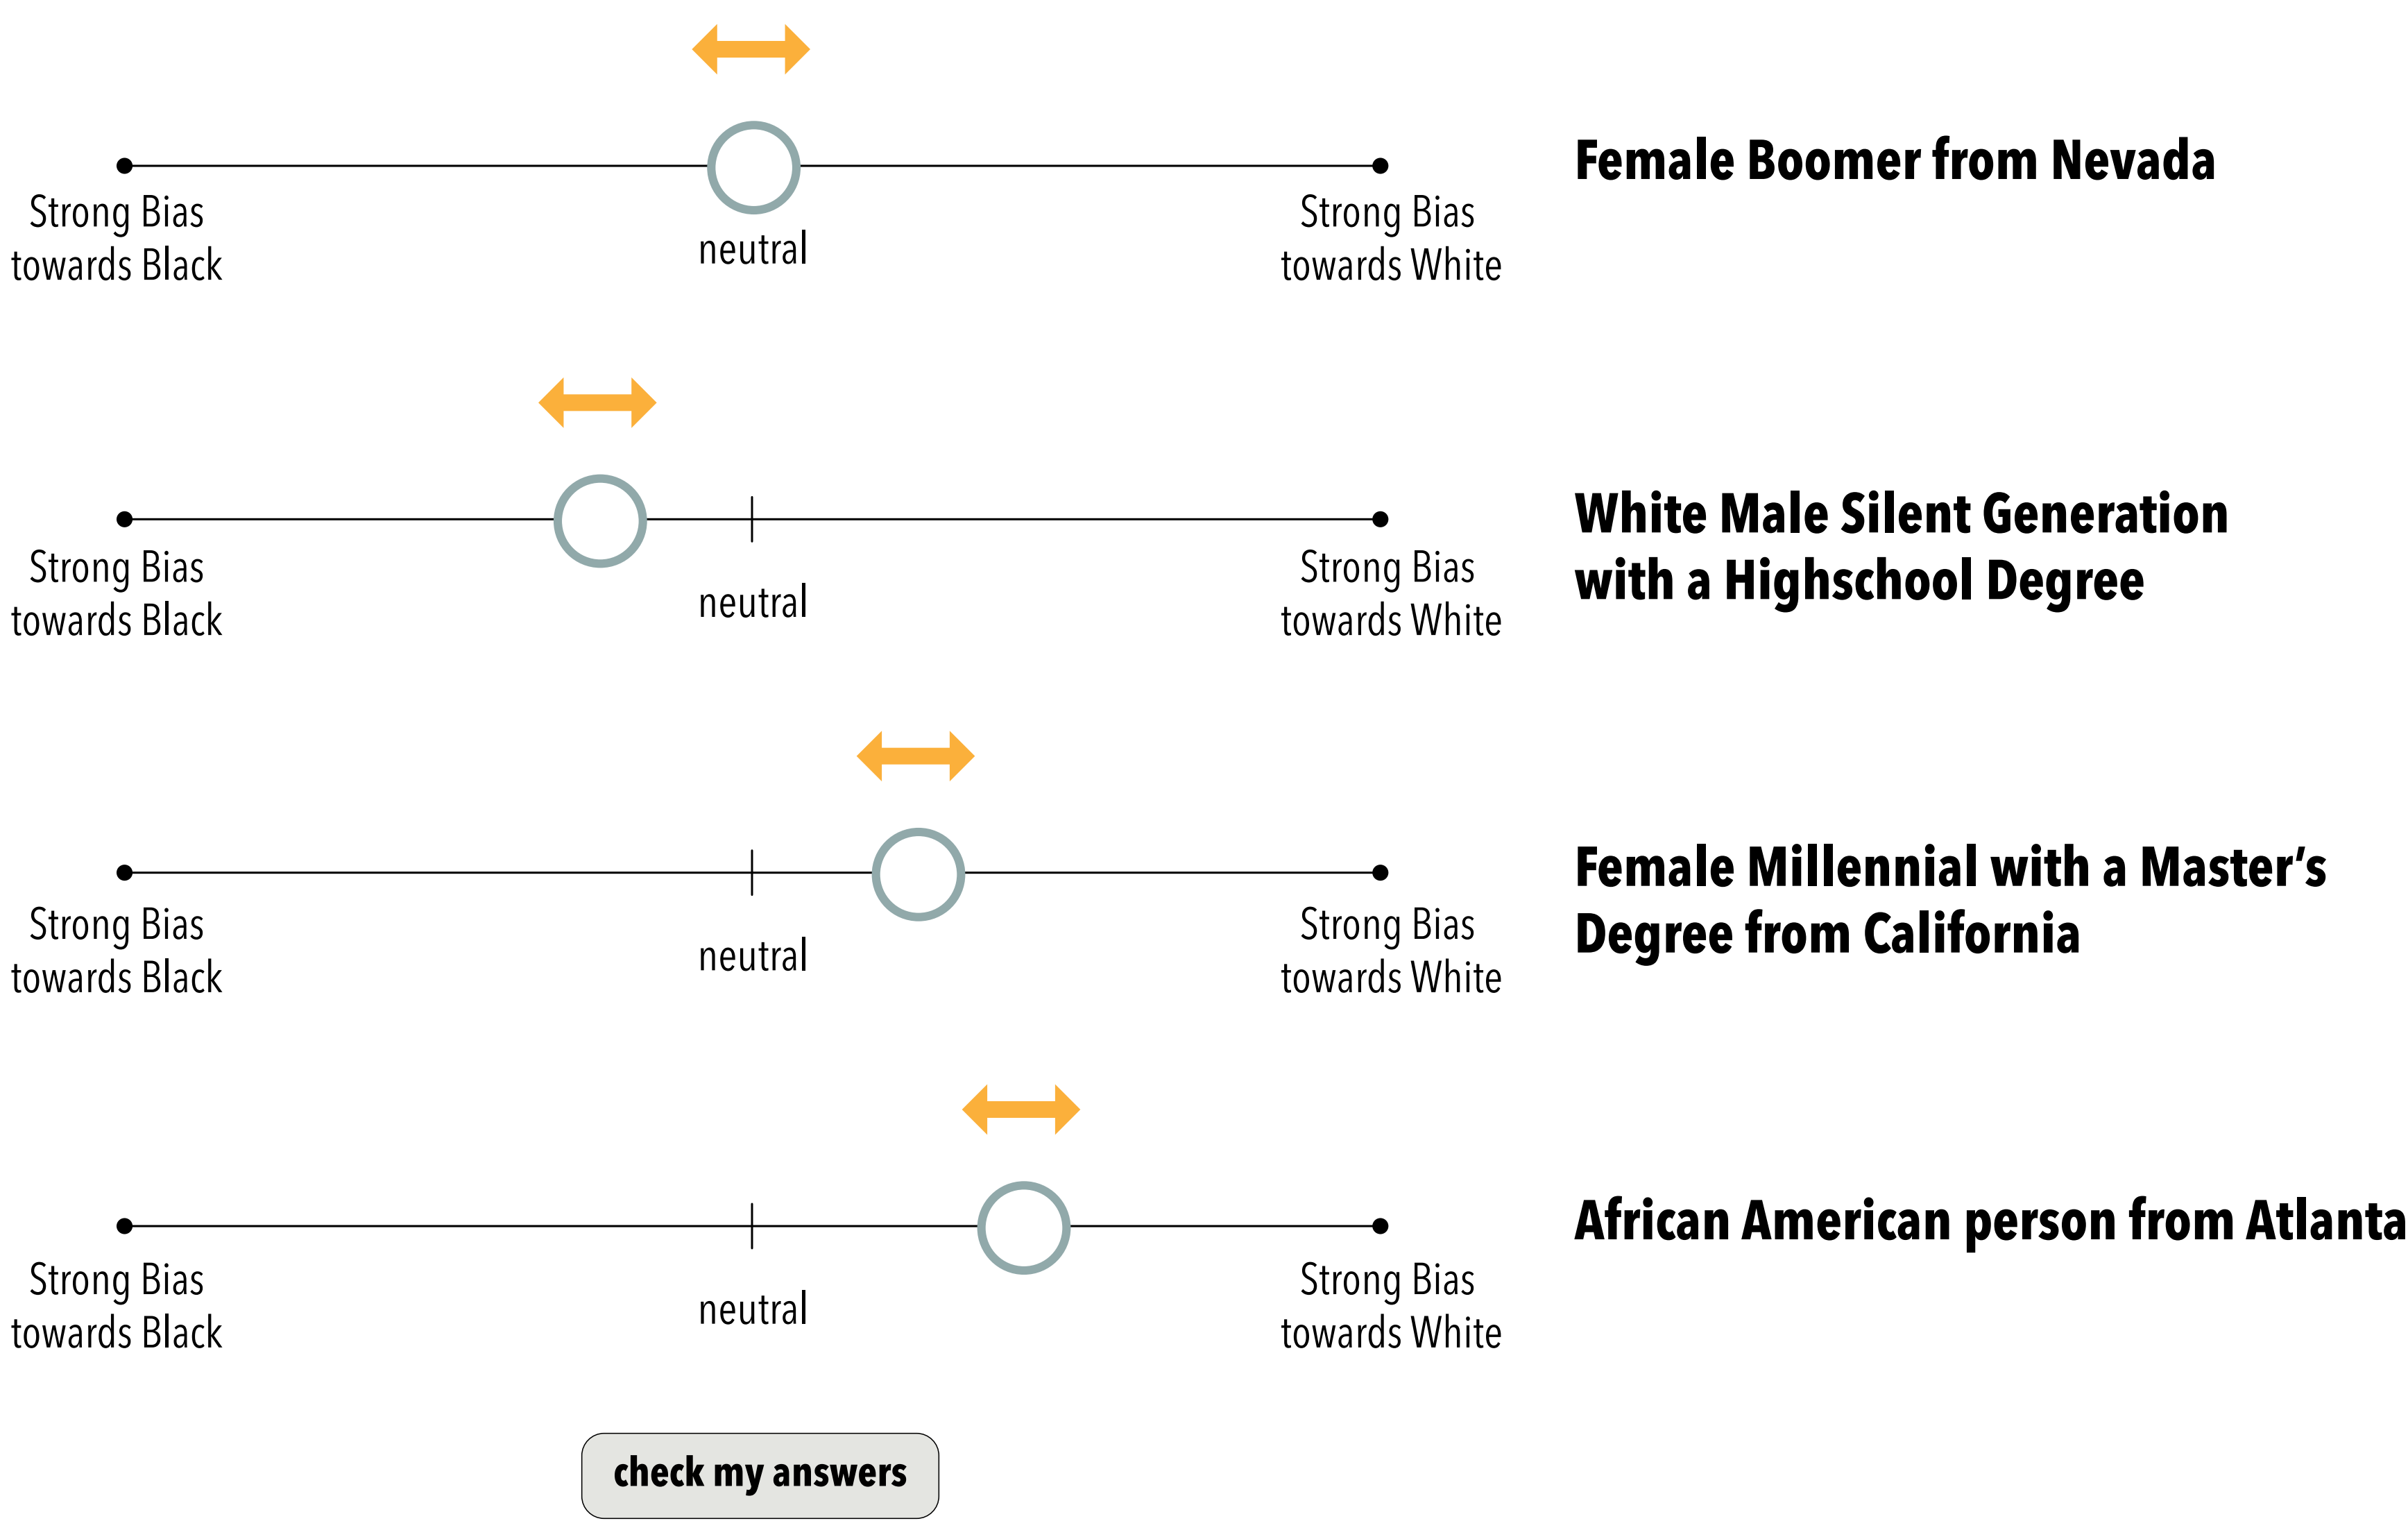 Female Boomer from Nevada
Strong Bias
towards Black
neutral
Strong Bias
towards White
White Male Silent Generation
with a Highschool Degree
Strong Bias
towards Black
neutral
Strong Bias
towards White
Female Millennial with a Master’s
Degree from California
Strong Bias
towards Black
neutral
Strong Bias
towards White
African American person from Atlanta
Strong Bias
towards Black
neutral
Strong Bias
towards White
check my answers